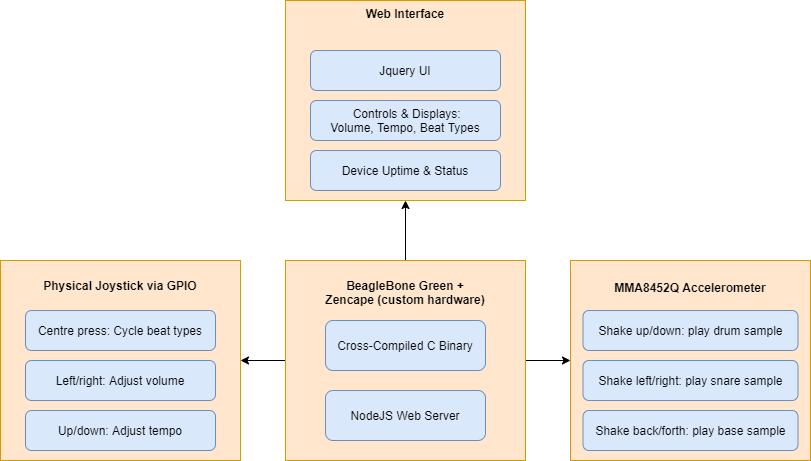 Web Interface
Jquery UI
Controls & Displays:
Volume, Tempo, Beat Types
Device Uptime & Status
Physical Joystick via GPIO
Centre press: Cycle beat types
Left/right: Adjust volume
Up/down: Adjust tempo
BeagleBone Green +
Zencape (custom hardware)
Cross-Compiled C Binary
NodeJS Web Server
MMA8452Q Accelerometer
Shake up/down: play drum sample
Shake left/right: play snare sample
Shake back/forth: play base sample